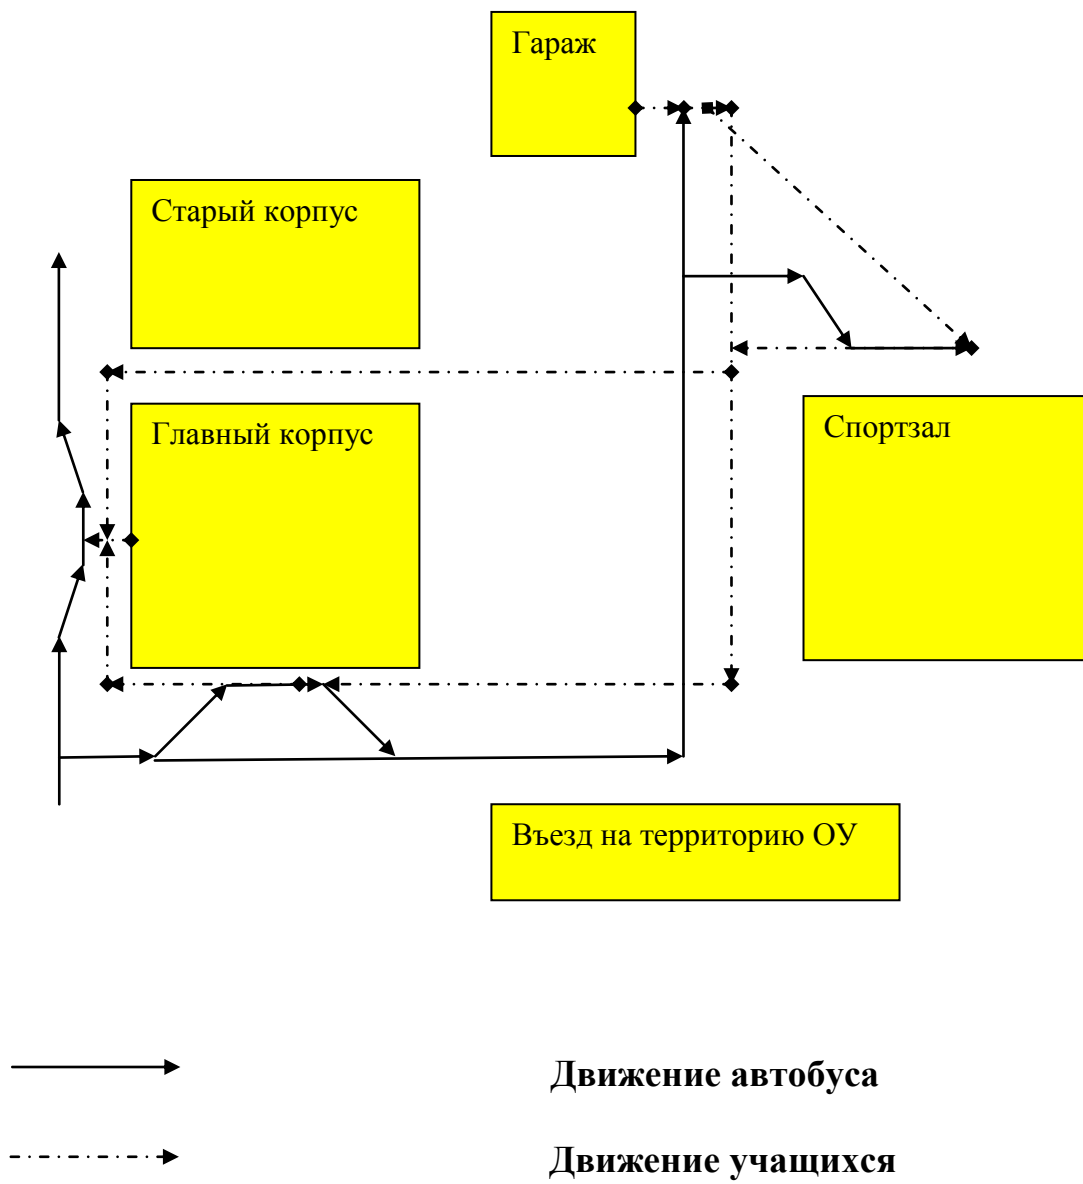 Гараж
Старый корпус
Главный корпус
Спортзал
Въезд на территорию ОУ
Движение автобуса
Движение учащихся